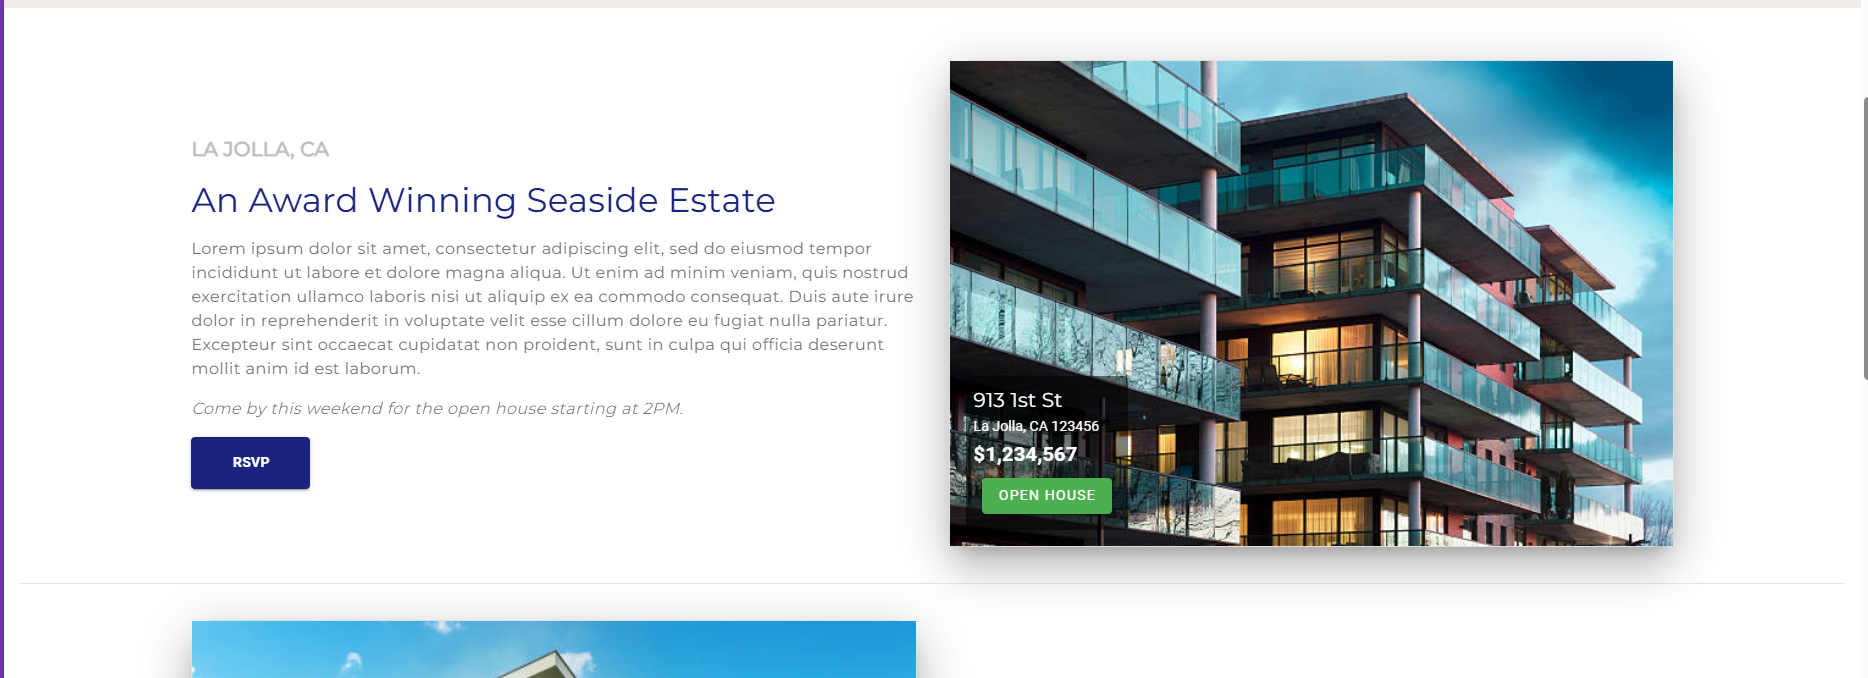 LA JOLLA, CA
An Award Winning Seaside Estate
Lorem ipsum dolor sit amet, consectetur adipiscing elit, sed do eiusmod tempor
incididunt ut labore et dolore magna aliqua. Ut enim ad minim veniam, quis nostrud
exercitation ullamco laboris nisi ut aliquip ex ea commodo consequat. Duis aute irure
dolor in reprehenderit in voluptate velit esse cillum dolore eu fugiat nulla pariatur.
Excepteur sint occaecat cupidatat non proident, sunt in culpa qui officia deserunt
mollit anim id est laborum.
Come by this weekend for the open house starting at 2PM.
RSVP
913 1st St
La Jolla, CA 123456
$1,234,567
OPEN HOUSE